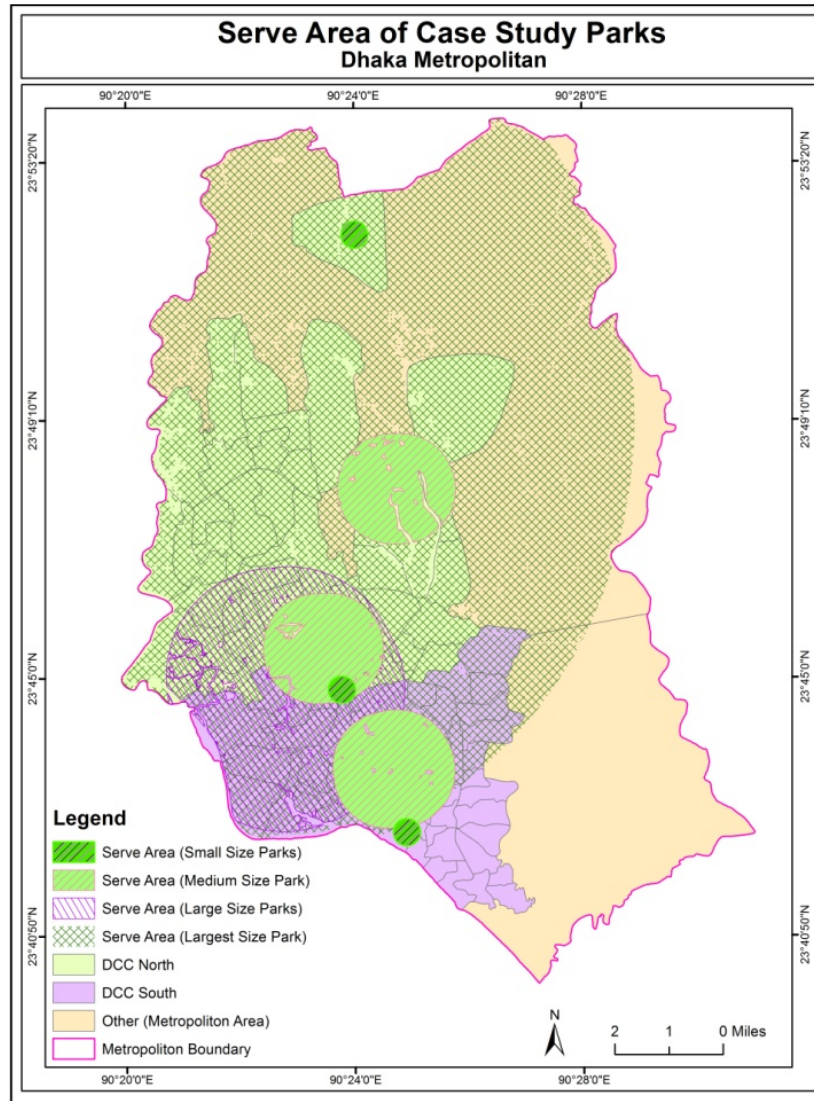 Serve Area of Case Study Parks
Dhaka Metropolitan
90°20'0"E 90°24'0"E 90°28'0"E
23°53'20"N 23°53'20"N
23°49'10"N 23°49'10"N
23°45'0"N 23°45'0"N
23°40'50"N 23°40'50"N
Legend
Serve Area (Small Size Parks)
Serve Area (Medium Size Park)
Serve Area (Large Size Parks)
Serve Area (Largest Size Park)
DCC North
DCC South
Other (Metropoliton Area)
Metropoliton Boundary
N
2 1 0 Miles
90°20'0"E 90°24'0"E 90°28'0"E